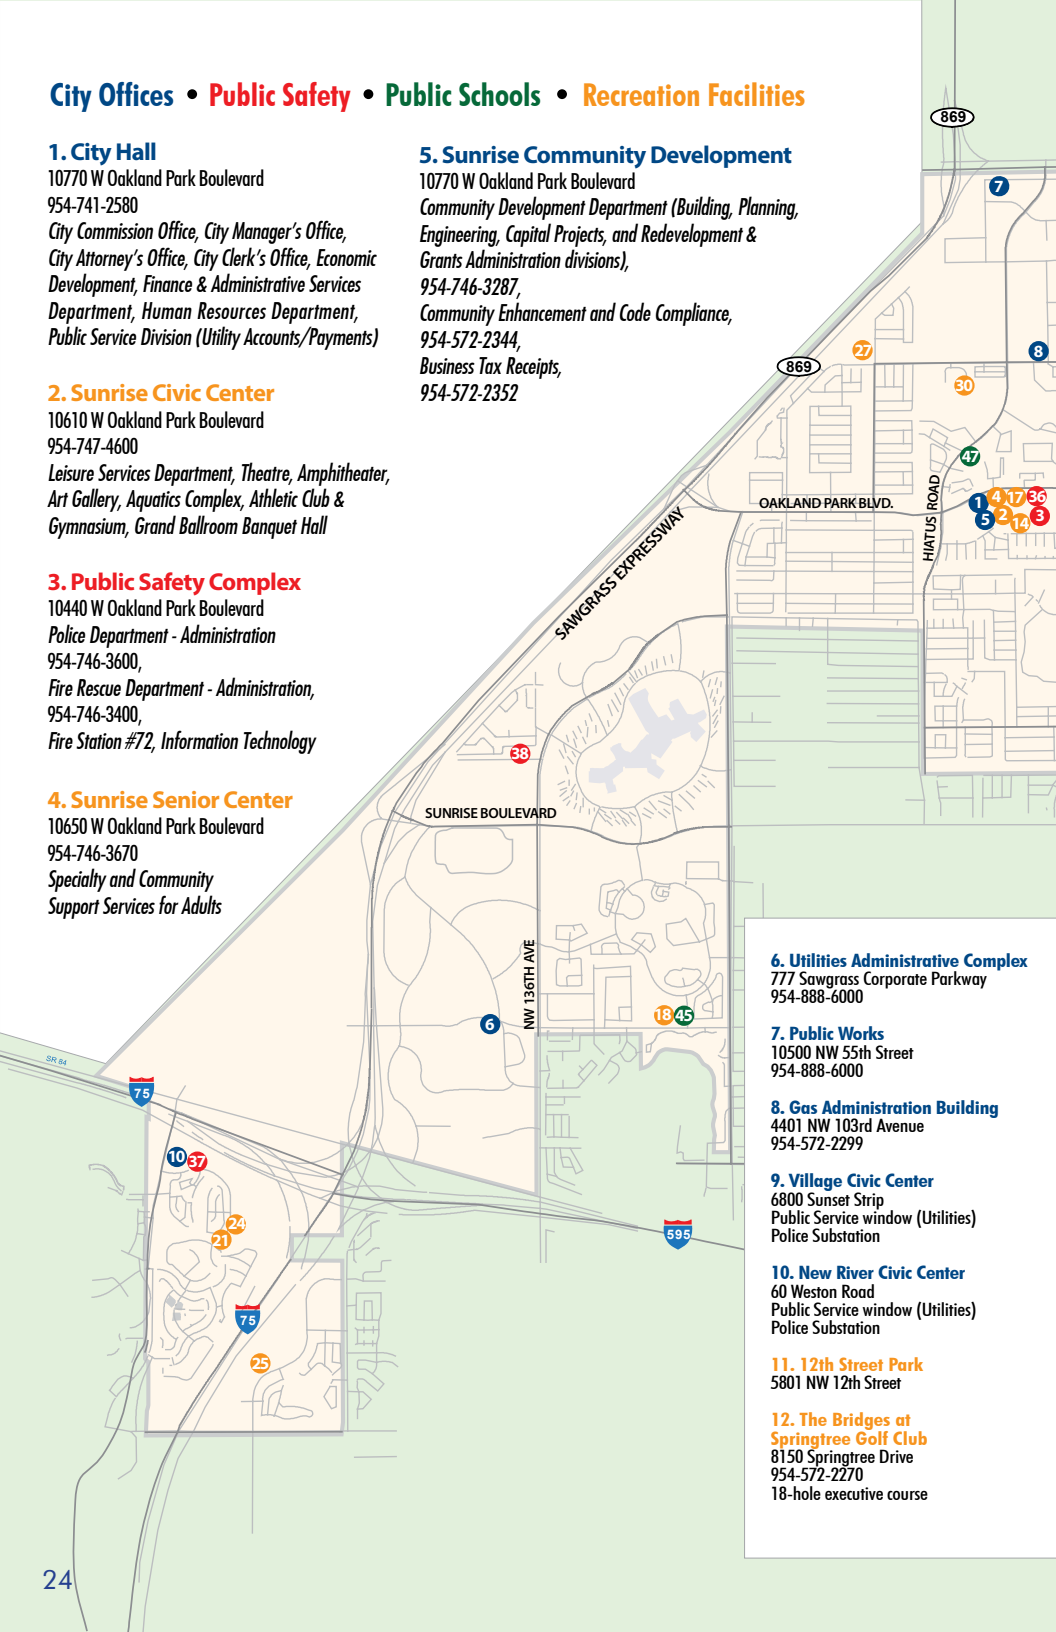 City Offices • Public Safety • Public Schools • Recreation Facilities
1. City Hall
10770 W Oakland Park Boulevard
954-741-2580
City Commission Office, City Manager's Office,
City Attorney's Office, City Clerk's Office, Economic
Development, Finance & Administrative Services
Department, Human Resources Department,
Public Service Division (Utility Accounts/Payments)
2. Sunrise Civic Center
10610 W Oakland Park Boulevard
954-747-4600
Leisure Services Department, Theatre, Amphitheater,
Art Gallery, Aquatics Complex, Athletic Club &
Gymnasium, Grand Ballroom Banquet Hall
3. Public Safety Complex
10440 W Oakland Park Boulevard
Police Department - Administration
954-746-3600,
Fire Rescue Department - Administration,
954-746-3400,
Fire Station #72, Information Technology
4. Sunrise Senior Center
10650 W Oakland Park Boulevard
954-746-3670
Specialty and Community
Support Services for Adults
5. Sunrise Community Development
10770 W Oakland Park Boulevard
Community Development Department (Building, Planning,
Engineering, Capital Projects, and Redevelopment &
Grants Administration divisions),
954-746-3287,
Community Enhancement and Code Compliance,
954-572-2344,
Business Tax Receipts,
954-572-2352
869
7
27
8
869
30
47
OAKLAND PARK BLVD.
HIATUS ROAD
1
4
17
36
5
2
14
3
SAWGRASS EXPRESSWAY
38
SUNRISE BOULEVARD
NW 136TH AVE
6
18
45
SR 84
75
10
37
24
21
595
75
25
6. Utilities Administrative Complex
777 Sawgrass Corporate Parkway
954-888-6000
7. Public Works
10500 NW 55th Street
954-888-6000
8. Gas Administration Building
4401 NW 103rd Avenue
954-572-2299
9. Village Civic Center
6800 Sunset Strip
Public Service window (Utilities)
Police Substation
10. New River Civic Center
60 Weston Road
Public Service window (Utilities)
Police Substation
11. 12th Street Park
5801 NW 12th Street
12. The Bridges at
Springtree Golf Club
8150 Springtree Drive
954-572-2270
18-hole executive course
24